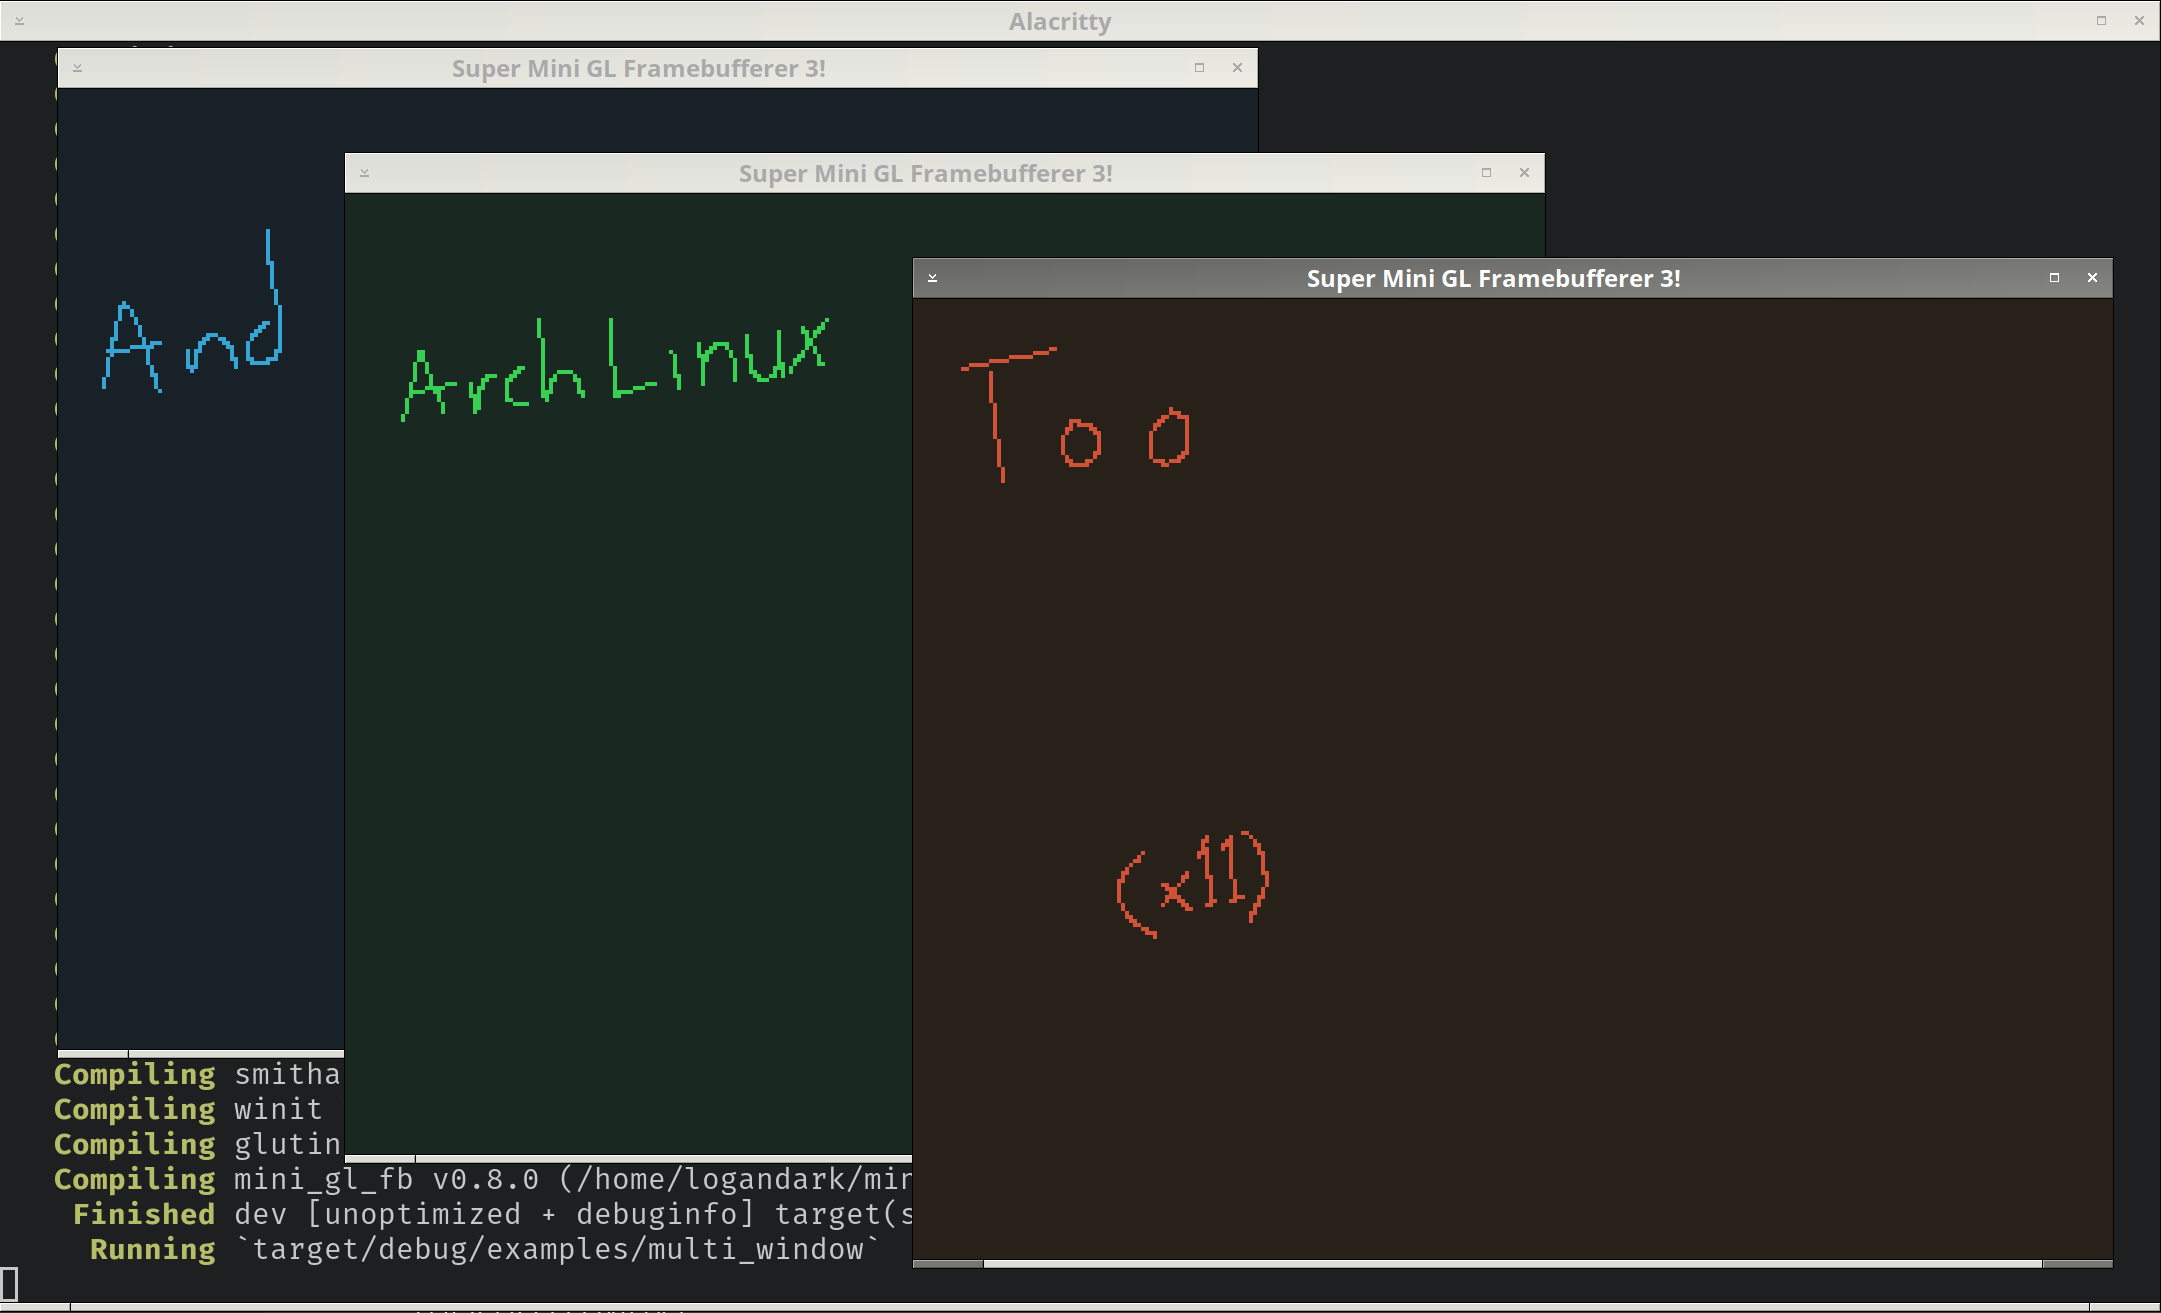 Alacritty
Super Mini GL Framebufferer 3!
Super Mini GL Framebufferer 3!
Super Mini GL Framebufferer 3!
And
Arch Linux
Too
(x11)
Compiling smitha
Compiling winit
Compiling glutin
Compiling mini_gl_fb v0.8.0 (/home/logandark/min
Finished dev [unoptimized + debuginfo] target(s
Running `target/debug/examples/multi_window`